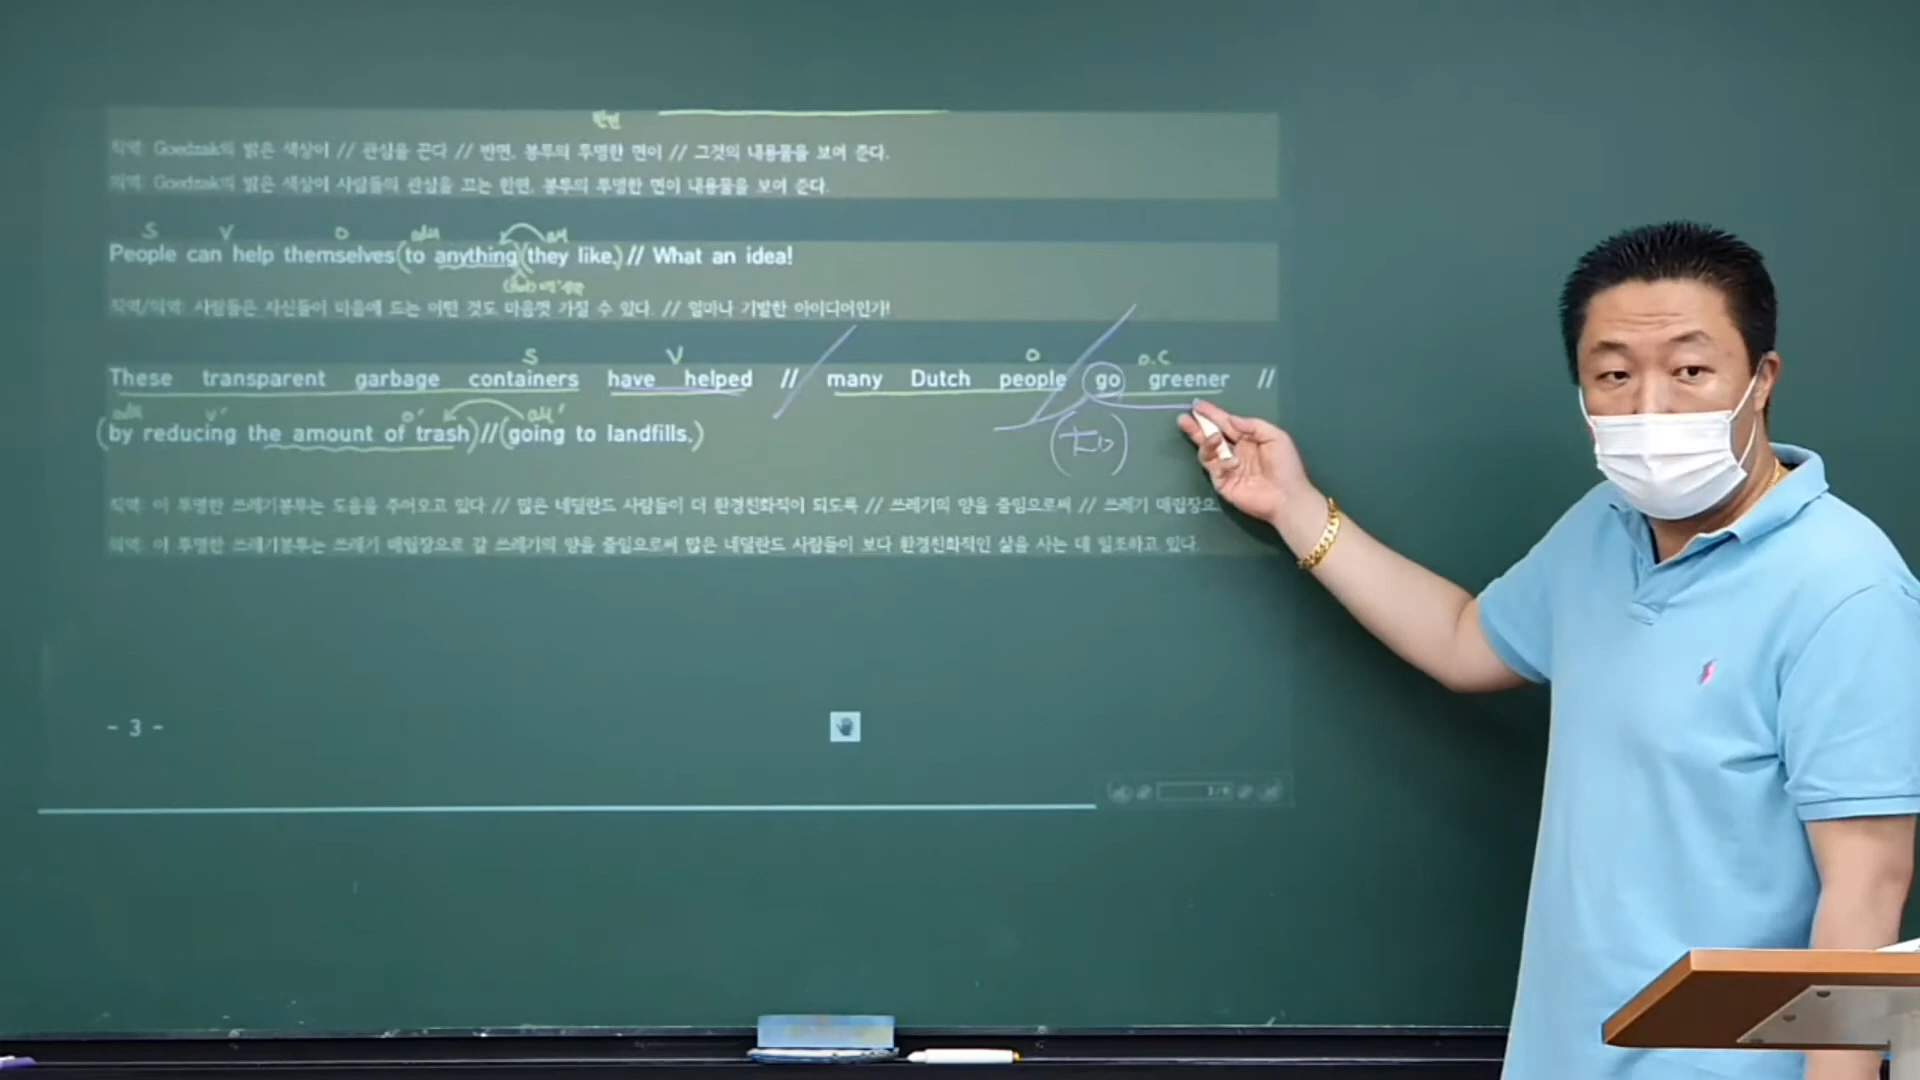 반면
직역: Goedzak의 밝은 색상이 // 관심을 끈다 // 반면, 봉투의 투명한 면이 // 그것의 내용물을 보여 준다.
의역: Goedzak의 밝은 색상이 사람들의 관심을 끄는 한편, 봉투의 투명한 면이 내용물을 보여 준다.
S V O adv adj
People can help themselves (to anything (they like.) // What an idea!
직역/의역: 사람들은 자신들이 마음에 드는 어떤 것도 마음껏 가질 수 있다. // 얼마나 기발한 아이디어인가!
S V O O.C
These transparent garbage containers have helped // many Dutch people go greener //
adv V' O' adj'
(by reducing the amount of trash) // (going to landfills.)
(to)
직역: 이 투명한 쓰레기봉투는 도움을 주어오고 있다 // 많은 네덜란드 사람들이 더 환경친화적이 되도록 // 쓰레기의 양을 줄임으로써 // 쓰레기 매립장으
의역: 이 투명한 쓰레기봉투는 쓰레기 매립장으로 갈 쓰레기의 양을 줄임으로써 많은 네덜란드 사람들이 보다 환경친화적인 삶을 사는 데 일조하고 있다.
- 3 -